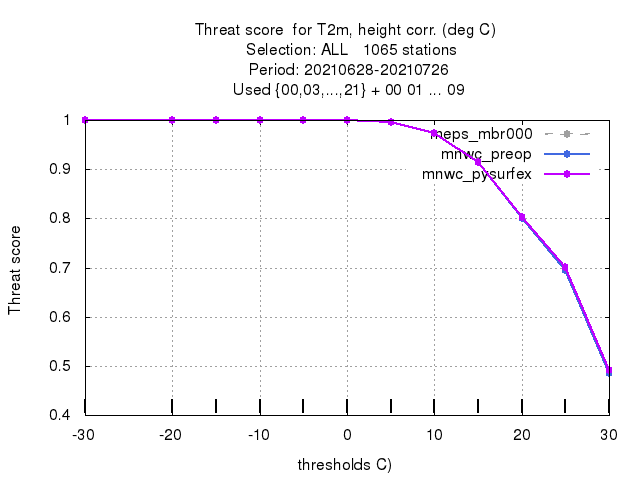 Threat score  for T2m, height corr. (deg C)
Selection: ALL   1065 stations
Period: 20210628-20210726
Used {00,03,...,21} + 00 01 ... 09
meps_mbr000
mnwc_preop
mnwc_pysurfex
1
0.9
0.8
0.7
0.6
0.5
0.4
Threat score
-30
-20
-10
0
10
20
30
thresholds C)